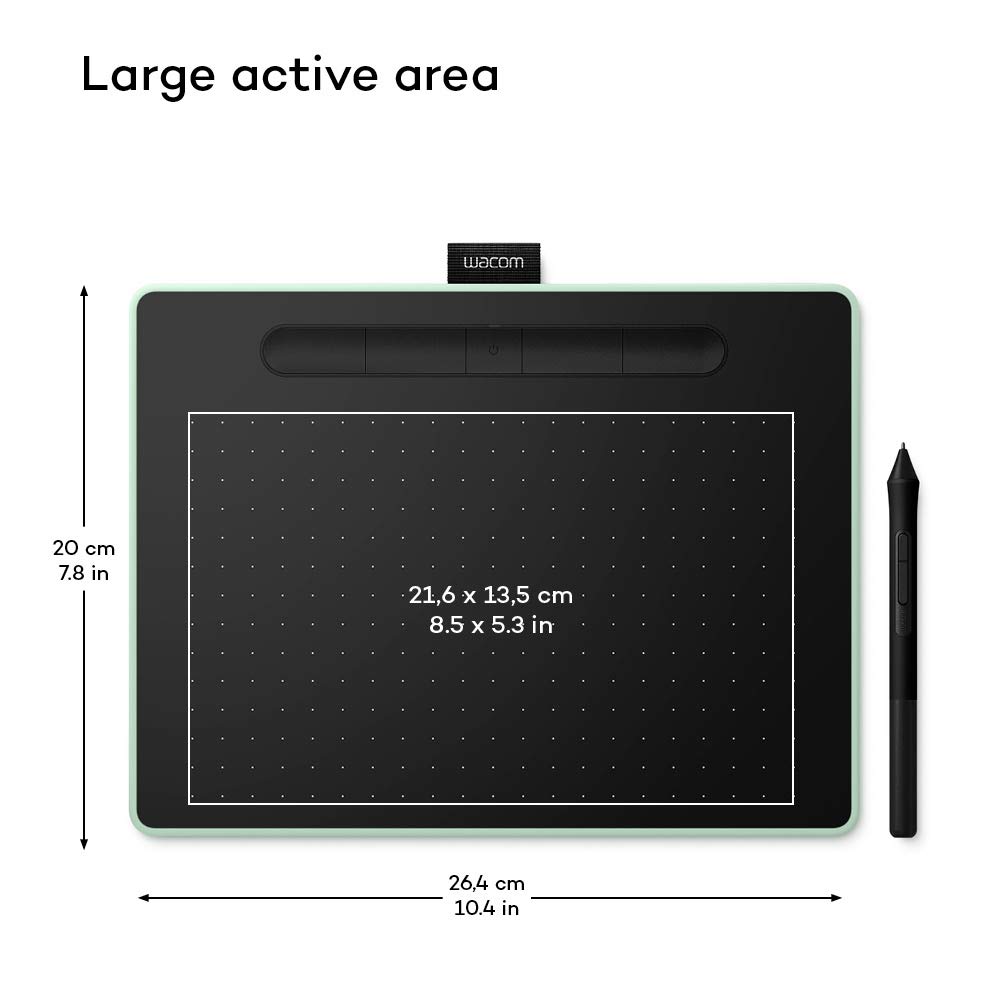 Large active area
wacom
20 cm
7.8 in
21,6 x 13,5 cm
8.5 x 5.3 in
26,4 cm
10.4 in